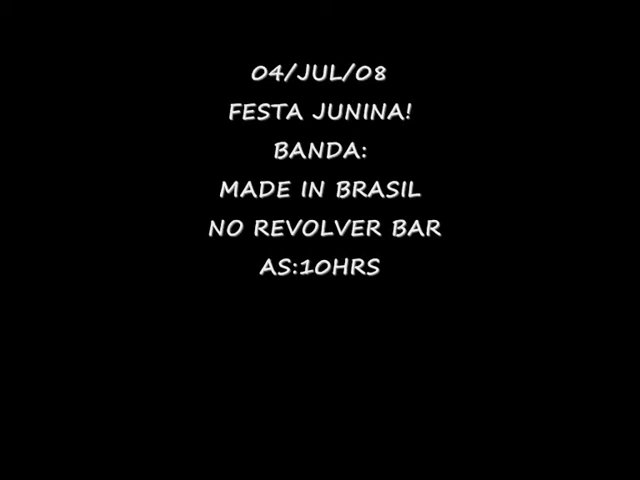 04/JUL/08
FESTA JUNINA!
BANDA:
MADE IN BRASIL
NO REVOLVER BAR
AS:10HRS